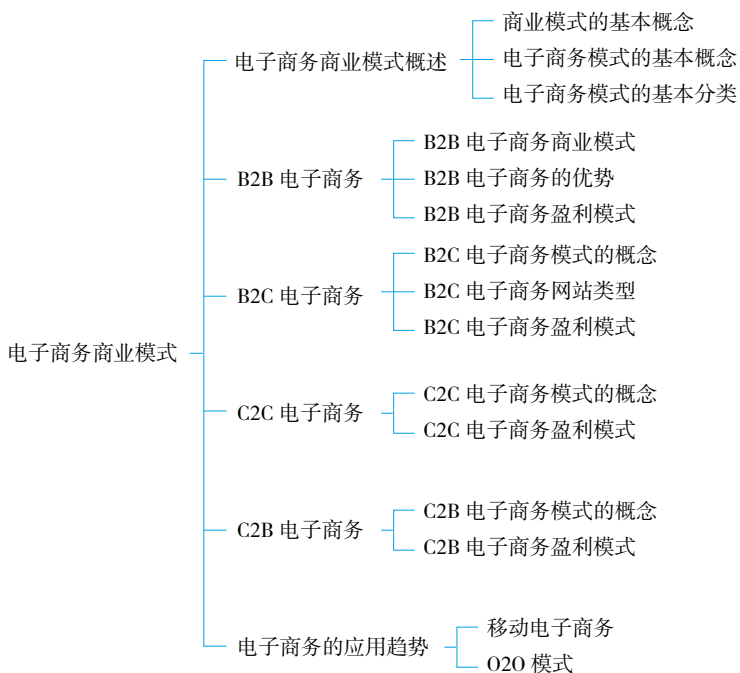 电子商务商业模式
电子商务商业模式概述
商业模式的基本概念
电子商务模式的基本概念
电子商务模式的基本分类
B2B 电子商务
B2B 电子商务商业模式
B2B 电子商务的优势
B2B 电子商务盈利模式
B2C 电子商务
B2C 电子商务模式的概念
B2C 电子商务网站类型
B2C 电子商务盈利模式
C2C 电子商务
C2C 电子商务模式的概念
C2C 电子商务盈利模式
C2B 电子商务
C2B 电子商务模式的概念
C2B 电子商务盈利模式
电子商务的应用趋势
移动电子商务
O2O 模式